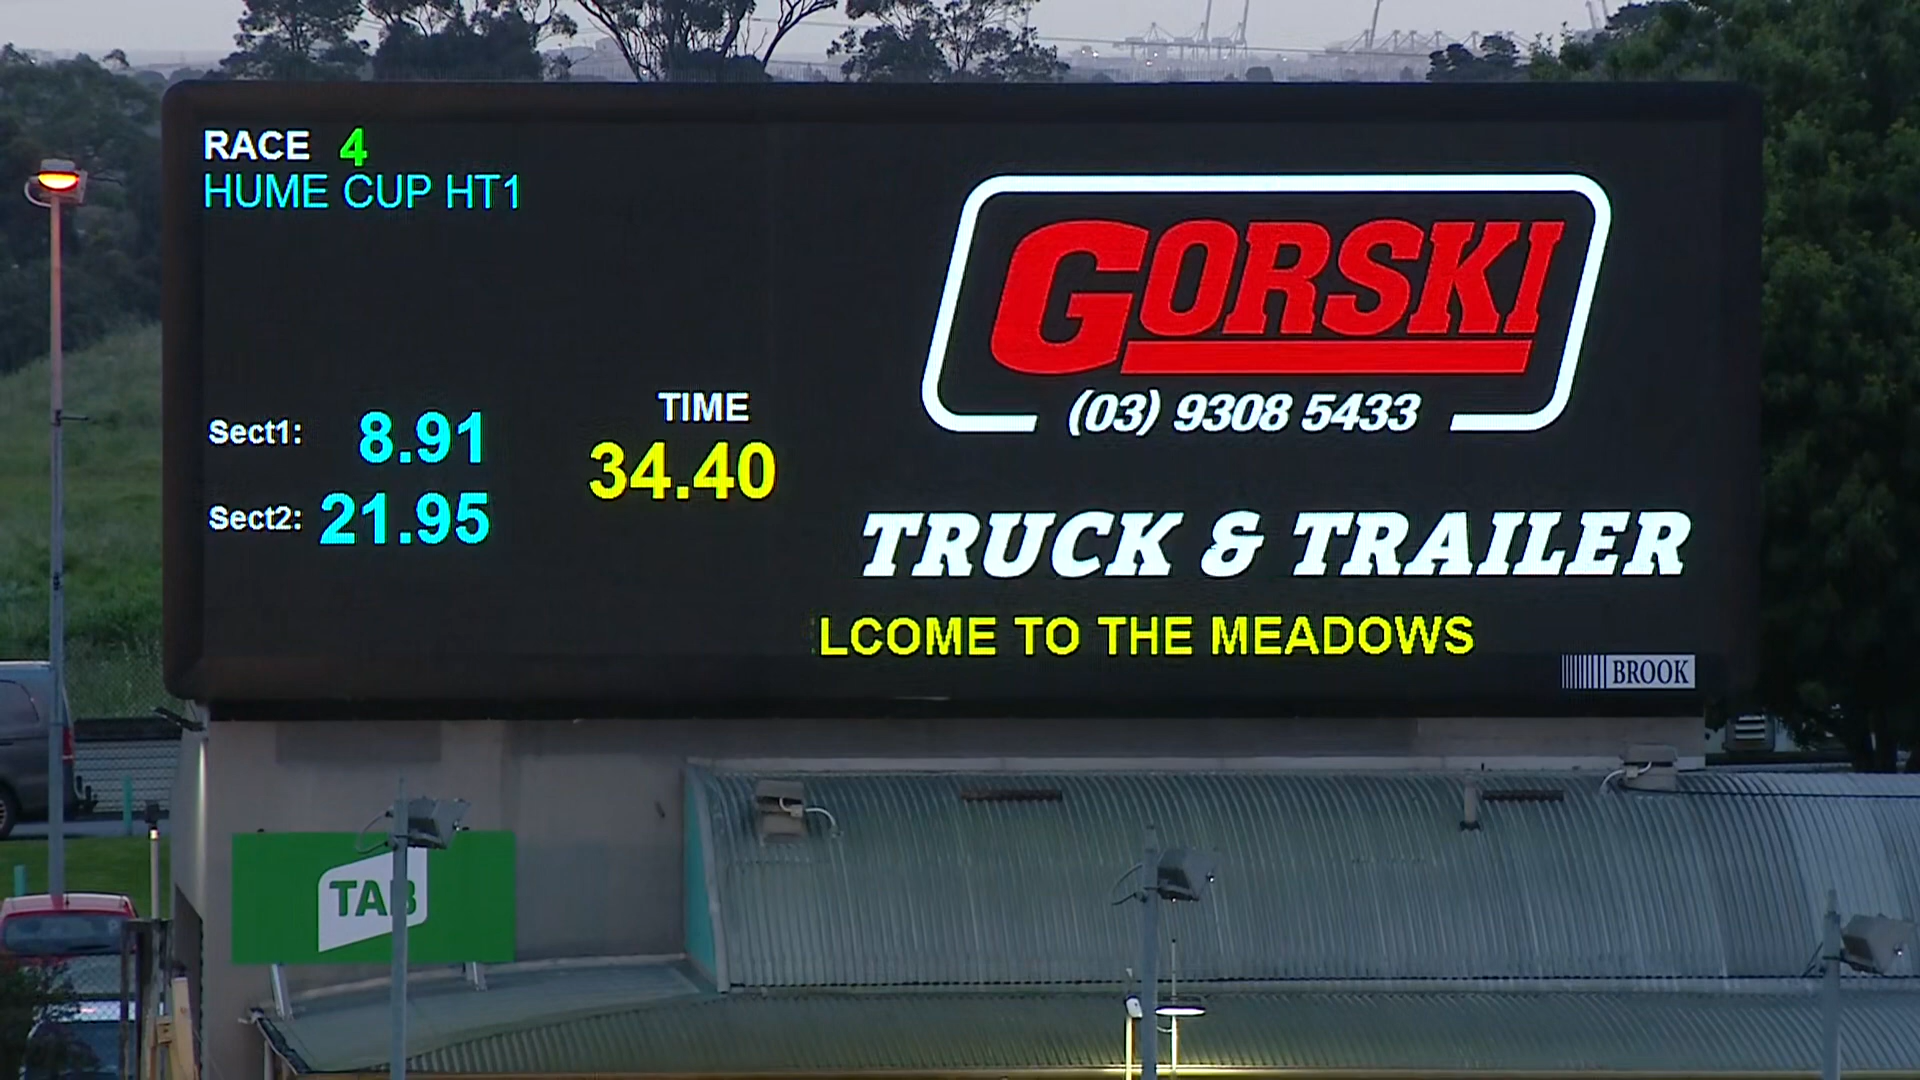 RACE 4
HUME CUP HT1
Sect1: 8.91
Sect2: 21.95
TIME
34.40
GORSKI
(03) 9308 5433
TRUCK & TRAILER
LCOME TO THE MEADOWS
BROOK
TAB